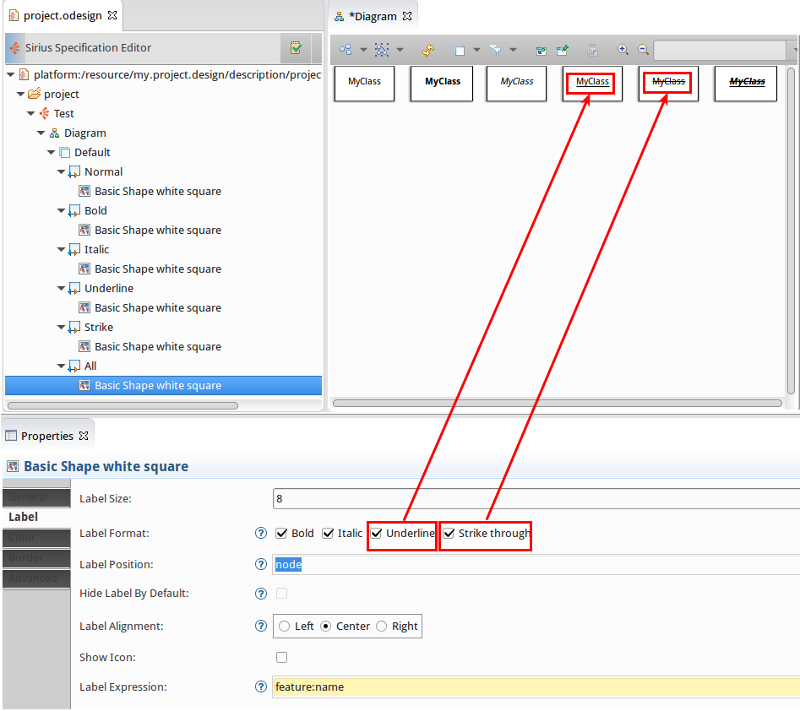 project.odesign
Sirius Specification Editor
platform:/resource/my.project.design/description/project
project
Test
Diagram
Default
Normal
Basic Shape white square
Bold
Basic Shape white square
Italic
Basic Shape white square
Underline
Basic Shape white square
Strike
Basic Shape white square
All
Basic Shape white square
*Diagram
MyClass MyClass MyClass MyClass MyClass MyClass
Properties
Basic Shape white square
General
Label
Color
Border
Advanced
Label Size: 8
Label Format: ? Bold Italic Underline Strike through
Label Position: ? node
Hide Label By Default: ?
Label Alignment: ? Left Center Right
Show Icon:
Label Expression: ? feature:name